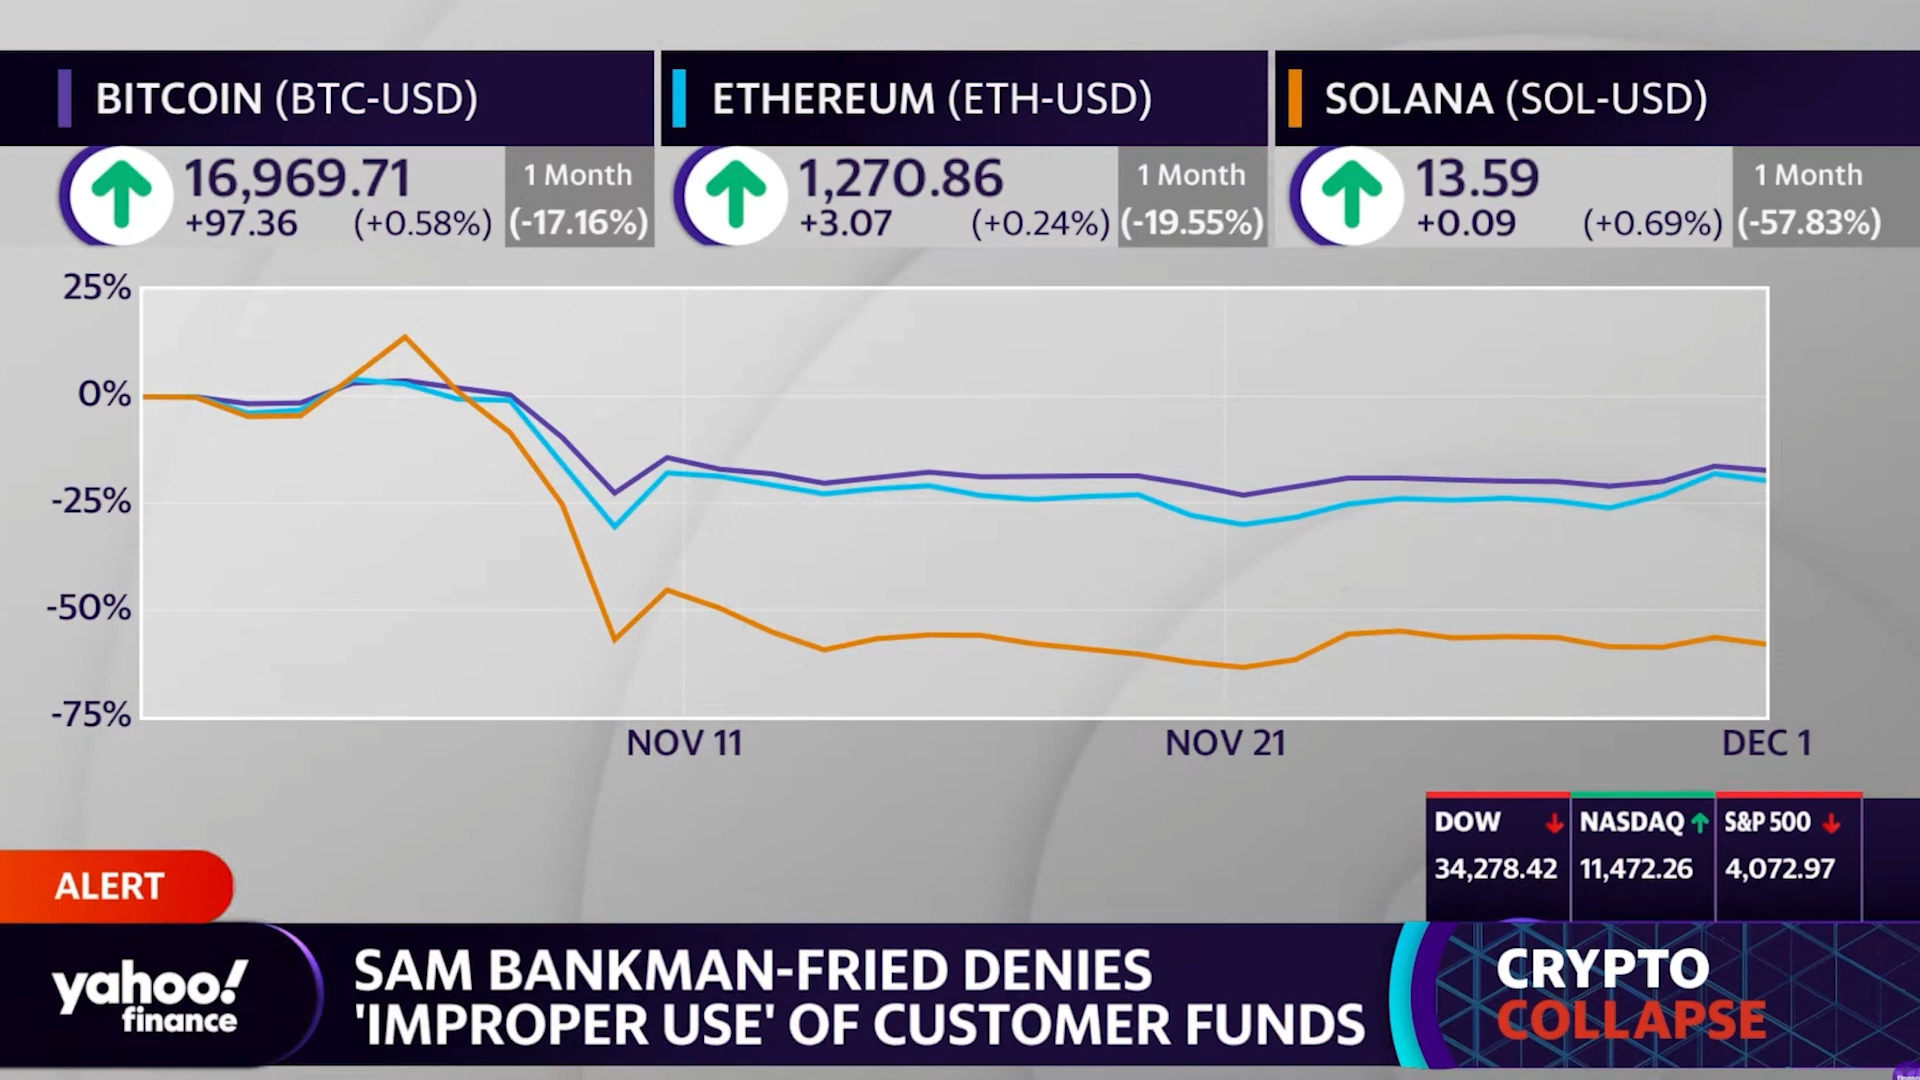 BITCOIN (BTC-USD)
16,969.71
+97.36 (+0.58%)
1 Month
(-17.16%)
ETHEREUM (ETH-USD)
1,270.86
+3.07 (+0.24%)
1 Month
(-19.55%)
SOLANA (SOL-USD)
13.59
+0.09 (+0.69%)
1 Month
(-57.83%)
25%
0%
-25%
-50%
-75%
NOV 11 NOV 21 DEC 1
DOW NASDAQ S&P 500
34,278.42 11,472.26 4,072.97
ALERT
yahoo!
finance
SAM BANKMAN-FRIED DENIES
'IMPROPER USE' OF CUSTOMER FUNDS
CRYPTO
COLLAPSE